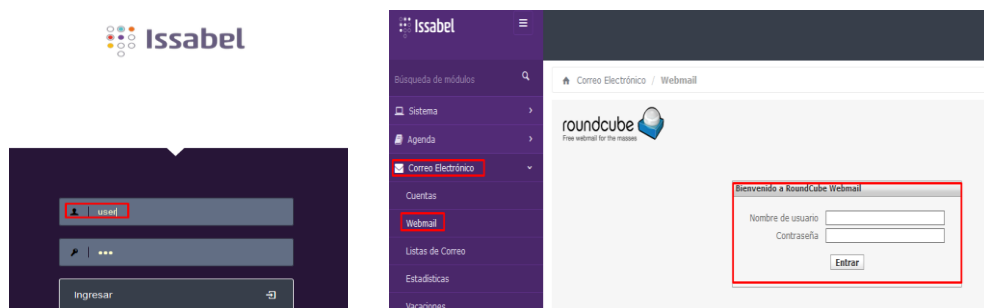 Issabel
user
Ingresar
Issabel
Búsqueda de módulos
Sistema
Agenda
Correo Electrónico
Cuentas
Webmail
Listas de Correo
Estadísticas
Vacaciones
Correo Electrónico / Webmail
roundcube
Free webmail for the masses
Bienvenido a RoundCube Webmail
Nombre de usuario
Contraseña
Entrar